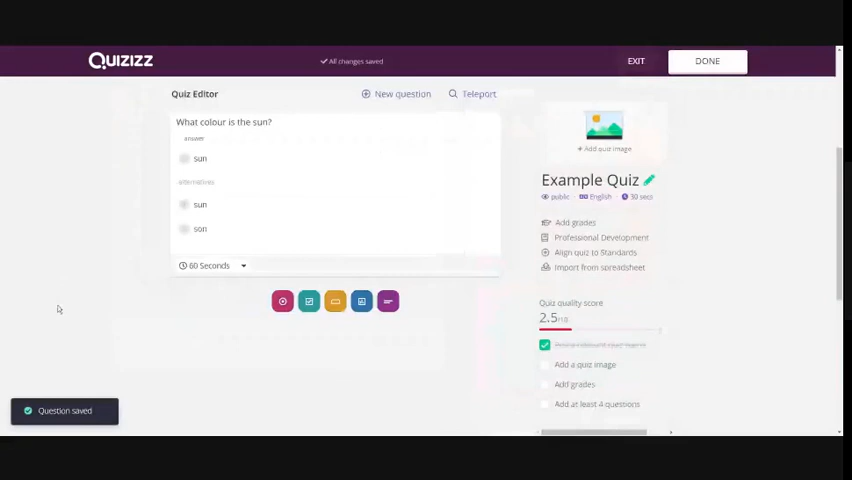 QUIZIZZ
All changes saved
EXIT
DONE
Quiz Editor
New question
Teleport
What colour is the sun?
answer
sun
alternatives
sun
son
60 Seconds
+ Add quiz image
Example Quiz
public
English
30 secs
Add grades
Professional Development
Align quiz to Standards
Import from spreadsheet
Quiz quality score
2.5/10
Add a quiz image
Add grades
Add at least 4 questions
Question saved